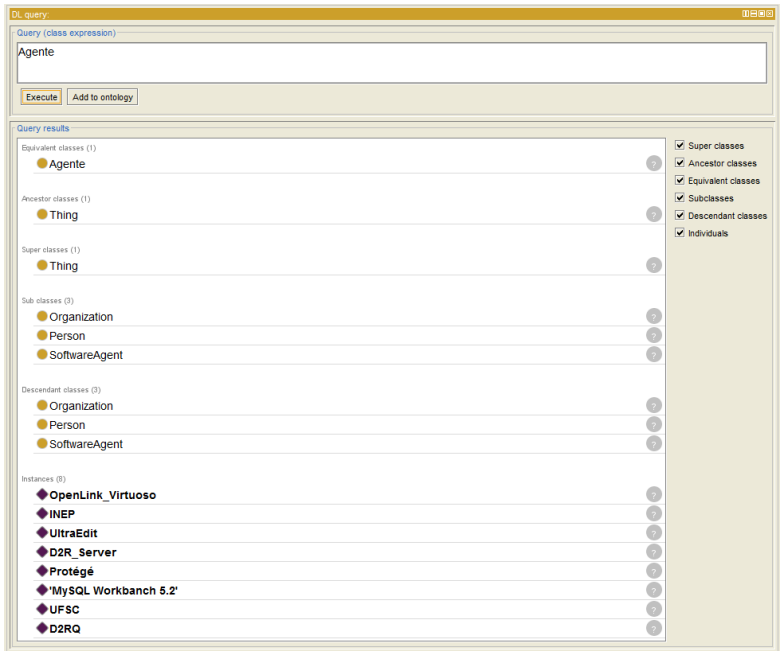 DL query:
Query (class expression)
Agente
Execute
Add to ontology
Query results
Equivalent classes (1)
Agente
?
Ancestor classes (1)
Thing
?
Super classes (1)
Thing
?
Sub classes (3)
Organization
?
Person
?
SoftwareAgent
?
Descendant classes (3)
Organization
?
Person
?
SoftwareAgent
?
Instances (8)
OpenLink_Virtuoso
?
INEP
?
UltraEdit
?
D2R_Server
?
Protégé
?
'MySQL Workbanch 5.2'
?
UFSC
?
D2RQ
?
Super classes
Ancestor classes
Equivalent classes
Subclasses
Descendant classes
Individuals